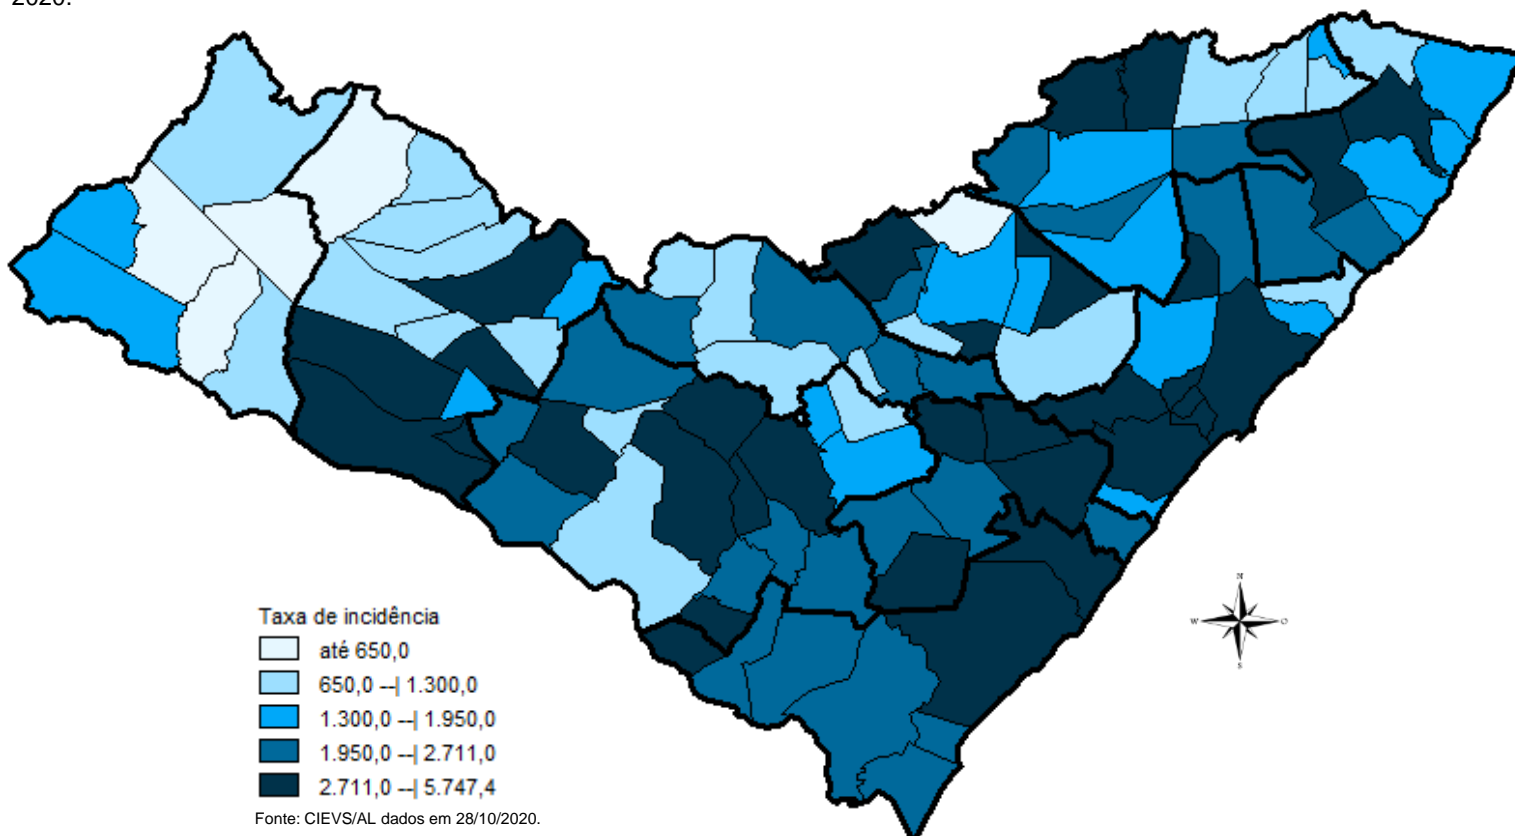 2020.
Taxa de incidência
até 650,0
650,0 --| 1.300,0
1.300,0 --| 1.950,0
1.950,0 --| 2.711,0
2.711,0 --| 5.747,4
Fonte: CIEVS/AL dados em 28/10/2020.
N
W
O
S